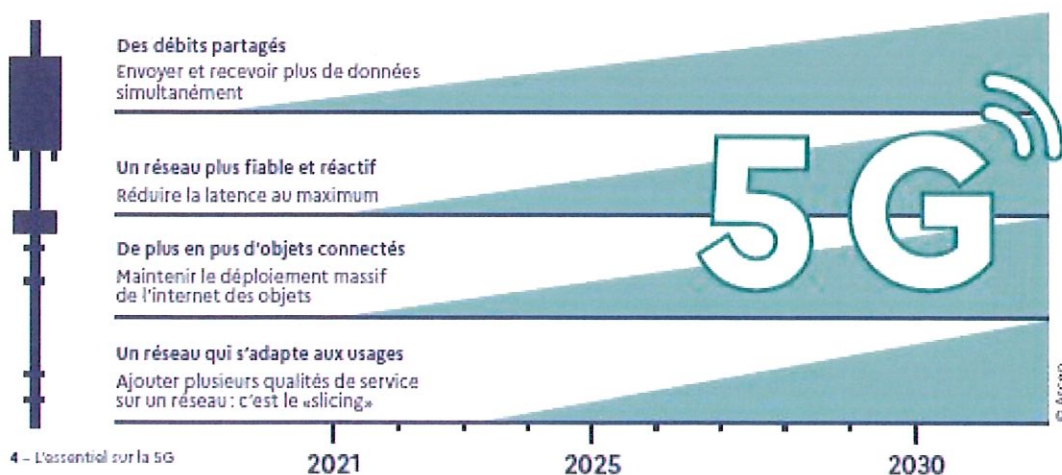 Des débits partagés
Envoyer et recevoir plus de données
simultanément
Un réseau plus fiable et réactif
Réduire la latence au maximum
De plus en pus d'objets connectés
Maintenir le déploiement massif
de l'internet des objets
Un réseau qui s'adapte aux usages
Ajouter plusieurs qualités de service
sur un réseau : c'est le «slicing»
5G
© Arcep
4 – L'essentiel sur la 5G
2021
2025
2030